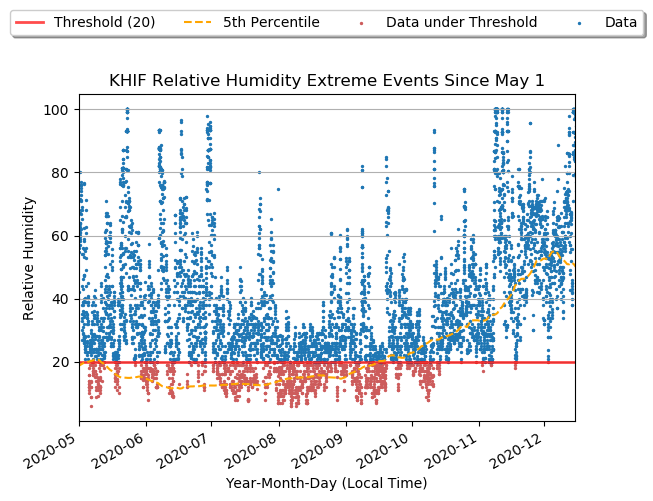 Threshold (20) 5th Percentile Data under Threshold Data
KHIF Relative Humidity Extreme Events Since May 1
100
80
60
40
20
Relative Humidity
2020-05 2020-06 2020-07 2020-08 2020-09 2020-10 2020-11 2020-12
Year-Month-Day (Local Time)